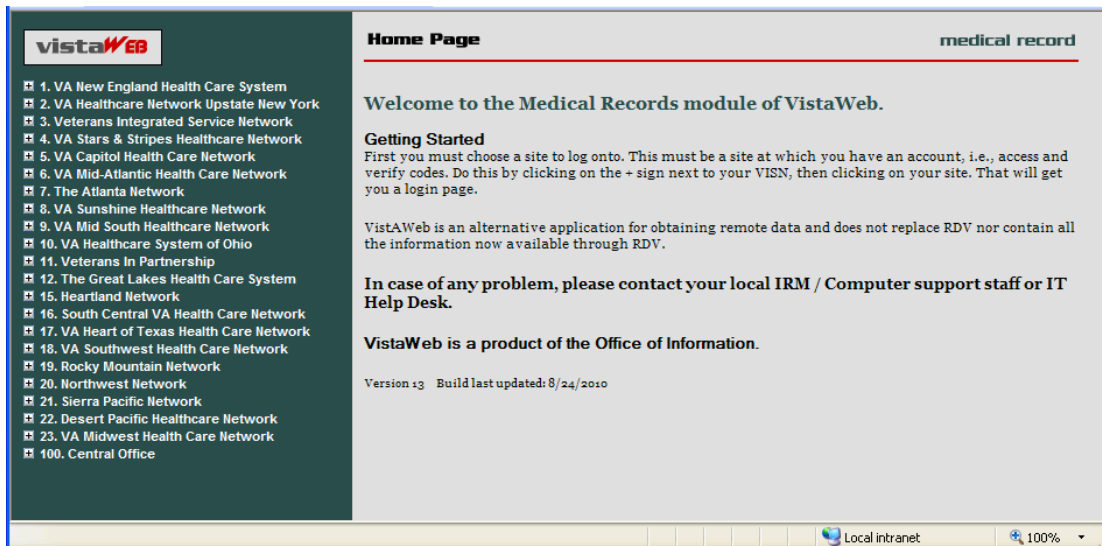 vistaWEB
Home Page
medical record
1. VA New England Health Care System
2. VA Healthcare Network Upstate New York
3. Veterans Integrated Service Network
4. VA Stars & Stripes Healthcare Network
5. VA Capitol Health Care Network
6. VA Mid-Atlantic Health Care Network
7. The Atlanta Network
8. VA Sunshine Healthcare Network
9. VA Mid South Healthcare Network
10. VA Healthcare System of Ohio
11. Veterans In Partnership
12. The Great Lakes Health Care System
15. Heartland Network
16. South Central VA Health Care Network
17. VA Heart of Texas Health Care Network
18. VA Southwest Health Care Network
19. Rocky Mountain Network
20. Northwest Network
21. Sierra Pacific Network
22. Desert Pacific Healthcare Network
23. VA Midwest Health Care Network
100. Central Office
Welcome to the Medical Records module of VistaWeb.
Getting Started
First you must choose a site to log onto. This must be a site at which you have an account, i.e., access and
verify codes. Do this by clicking on the + sign next to your VISN, then clicking on your site. That will get
you a login page.
VistAWeb is an alternative application for obtaining remote data and does not replace RDV nor contain all
the information now available through RDV.
In case of any problem, please contact your local IRM / Computer support staff or IT
Help Desk.
VistaWeb is a product of the Office of Information.
Version 13 Build last updated: 8/24/2010
Local intranet
100%